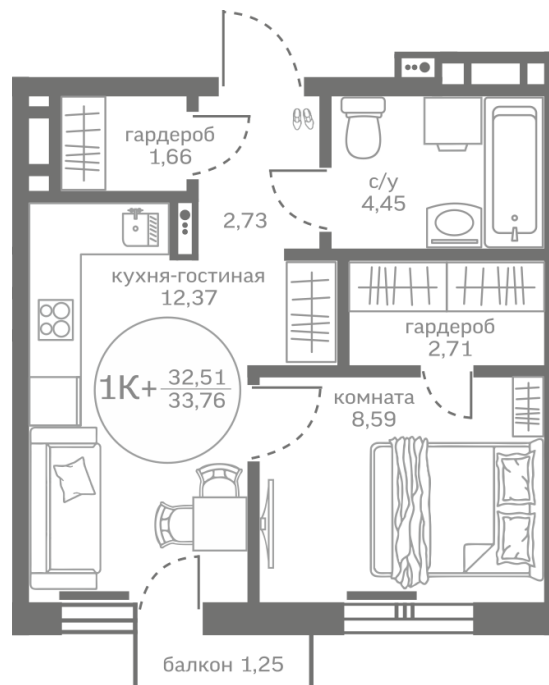 гардероб
1,66
с/у
4,45
2,73
кухня-гостиная
12,37
гардероб
2,71
1К+ 32,51
33,76
комната
8,59
балкон 1,25